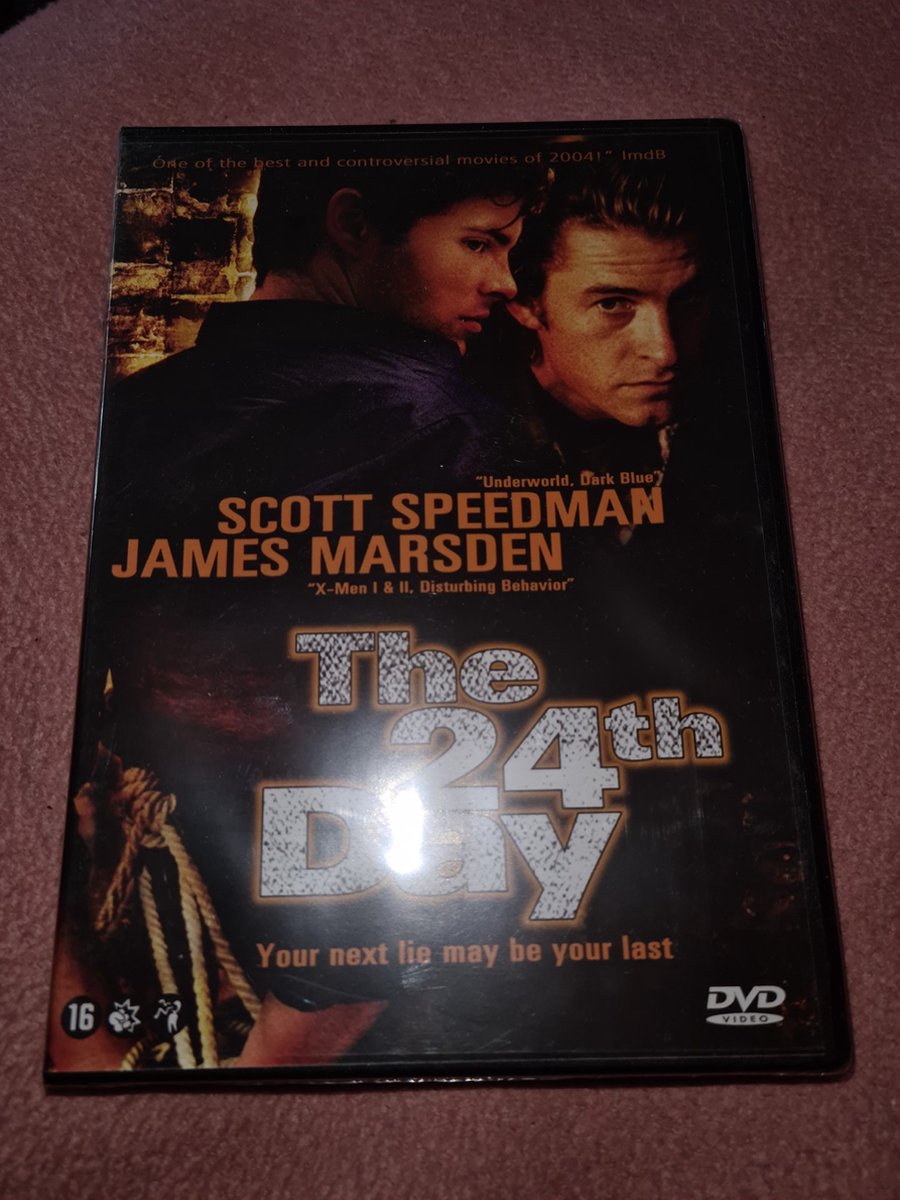 One of the best and controversial movies of 2004!" ImdB
"Underworld, Dark Blue"
SCOTT SPEEDMAN
JAMES MARSDEN
"X-Men I & II, Disturbing Behavior"
The
24th
Day
Your next lie may be your last
16
DVD
VIDEO